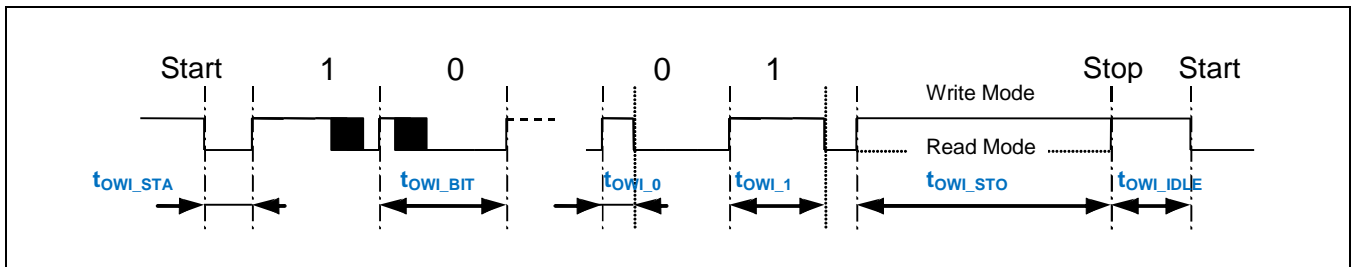 Start 1 0 0 1 Stop Start
Write Mode
Read Mode
tOWI_STA tOWI_BIT tOWI_0 tOWI_1 tOWI_STO tOWI_IDLE